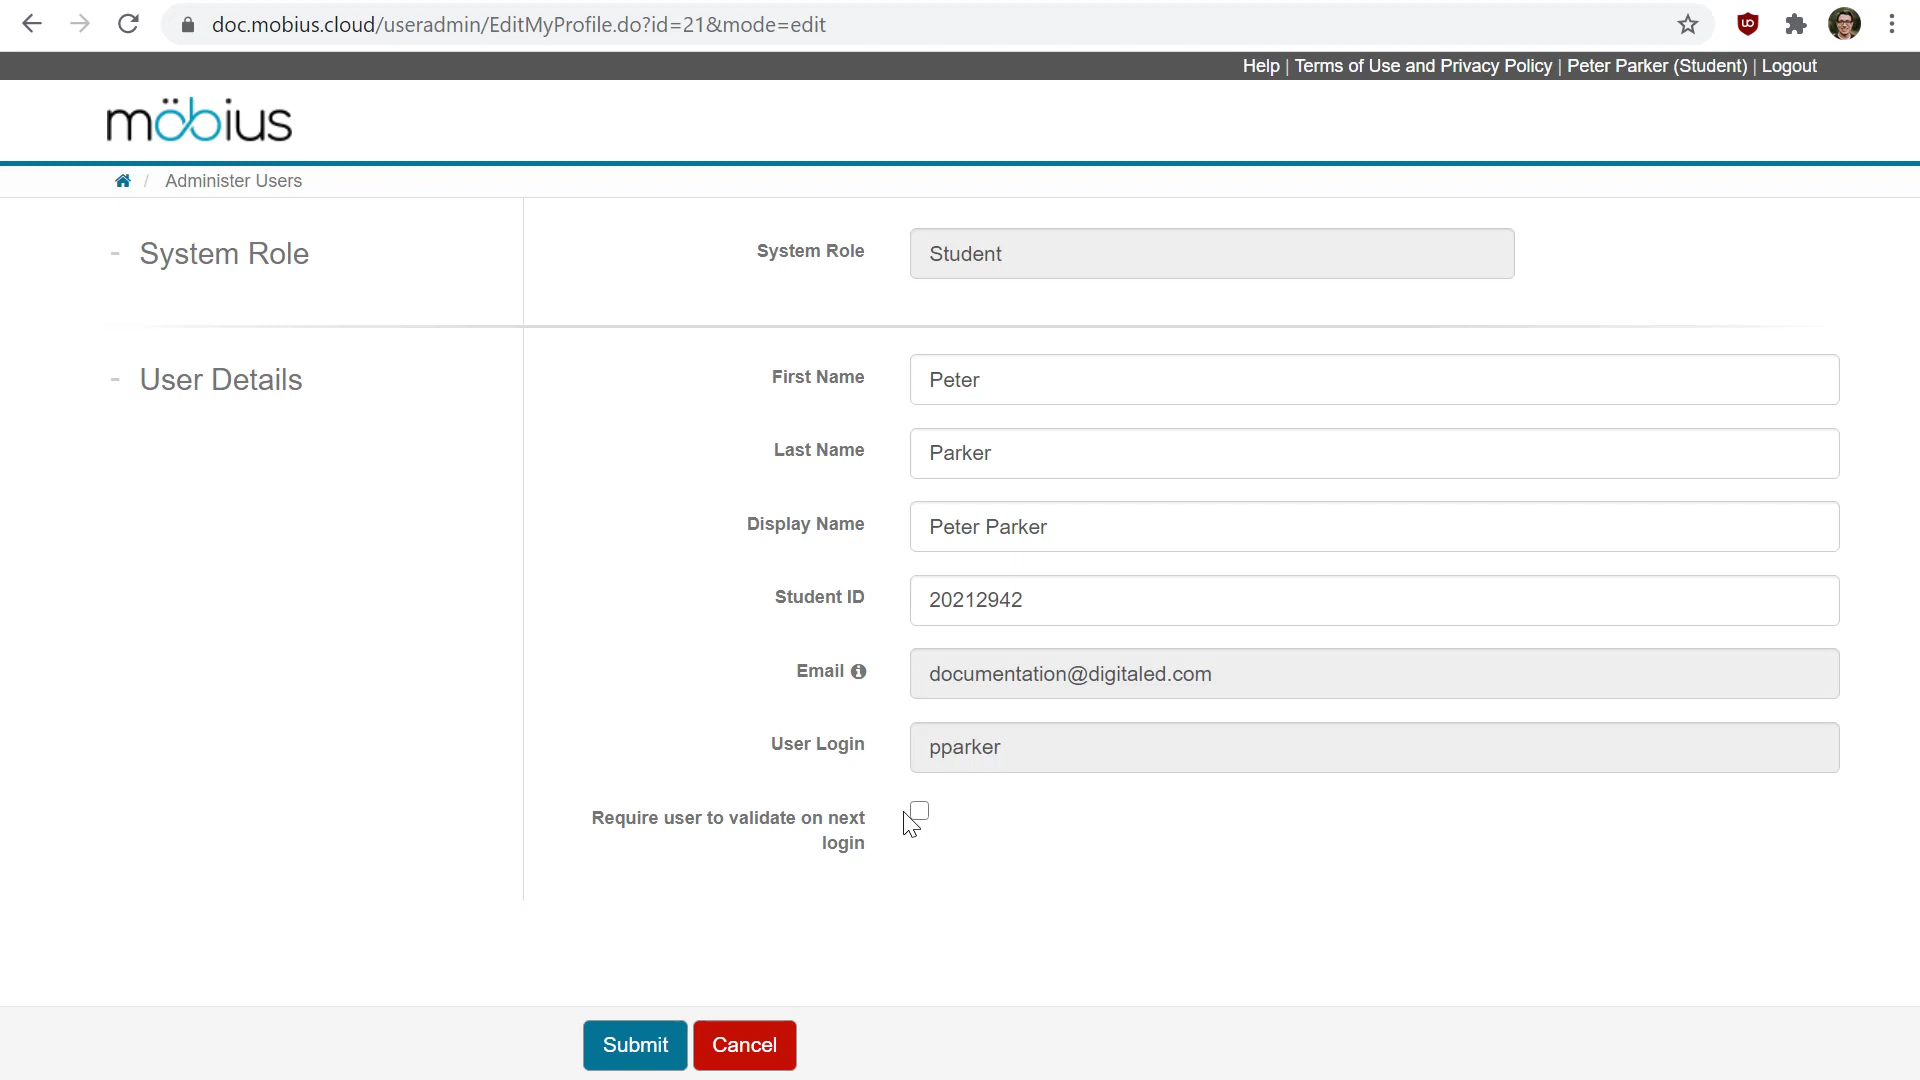 doc.mobius.cloud/useradmin/EditMyProfile.do?id=21&mode=edit
Help | Terms of Use and Privacy Policy | Peter Parker (Student) | Logout
möbius
/ Administer Users
- System Role
System Role
Student
- User Details
First Name
Peter
Last Name
Parker
Display Name
Peter Parker
Student ID
20212942
Email
documentation@digitaled.com
User Login
pparker
Require user to validate on next
login
Submit
Cancel